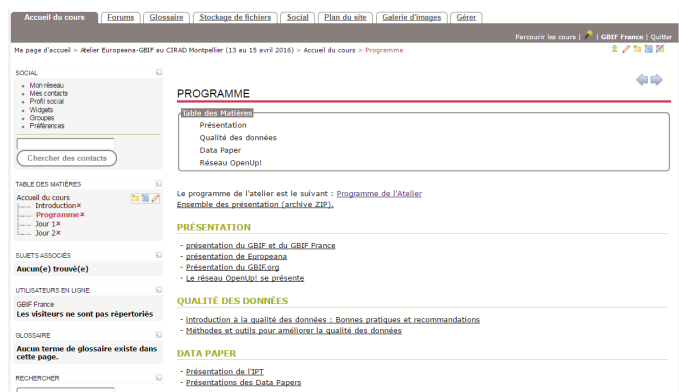 Accueil du cours Forums Glossaire Stockage de fichiers Social Plan du site Galerie d'images Gérer
Parcourir les cours | | GBIF France | Quitter
Ma page d'accueil > Atelier Europeana-GBIF au CIRAD Montpellier (13 au 15 avril 2016) > Accueil du cours > Programme
SOCIAL
Mon réseau
Mes contacts
Profil social
Widgets
Groupes
Préférences
Chercher des contacts
TABLE DES MATIÈRES
Accueil du cours
Introduction
Programme
Jour 1
Jour 2
SUJETS ASSOCIÉS
Aucun(e) trouvé(e)
UTILISATEURS EN LIGNE
GBIF France
Les visiteurs ne sont pas répertoriés
GLOSSAIRE
Aucun terme de glossaire existe dans
cette page.
RECHERCHER
PROGRAMME
Table des Matières
Présentation
Qualité des données
Data Paper
Réseau OpenUp!
Le programme de l'atelier est le suivant : Programme de l'Atelier
Ensemble des présentation (archive ZIP).
PRÉSENTATION
- présentation du GBIF et du GBIF France
- présentation de Europeana
- Présentation du GBIF.org
- Le réseau OpenUp! se présente
QUALITÉ DES DONNÉES
- introduction à la qualité des données : Bonnes pratiques et recommandations
- Méthodes et outils pour améliorer la qualité des données
DATA PAPER
- Présentation de l'IPT
- Présentations des Data Papers